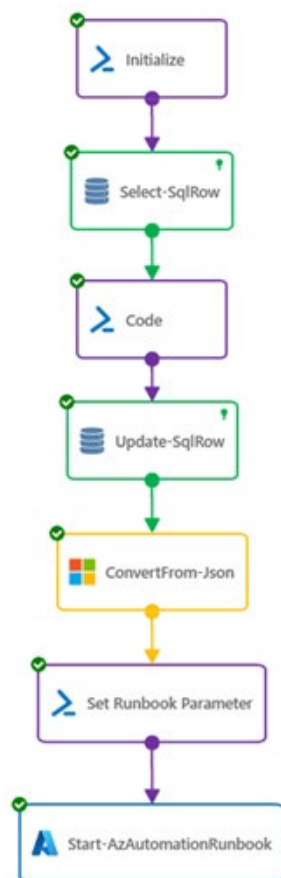 Initialize
Select-SqlRow
Code
Update-SqlRow
ConvertFrom-Json
Set Runbook Parameter
Start-AzAutomationRunbook